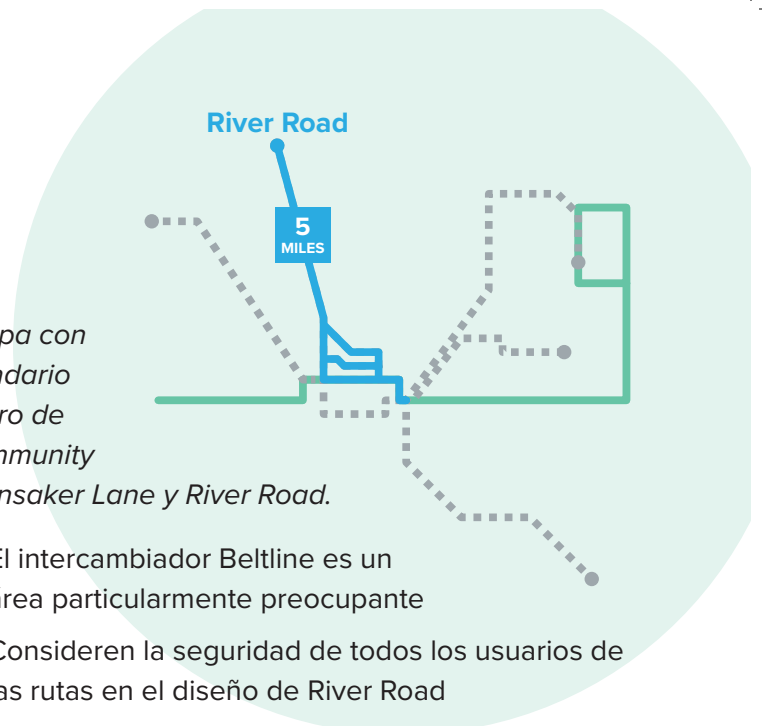 River Road
5
MILES
pa con
ndario
ro de
mmunity
nsaker Lane y River Road.
El intercambiador Beltline es un
área particularmente preocupante
Consideren la seguridad de todos los usuarios de
as rutas en el diseño de River Road